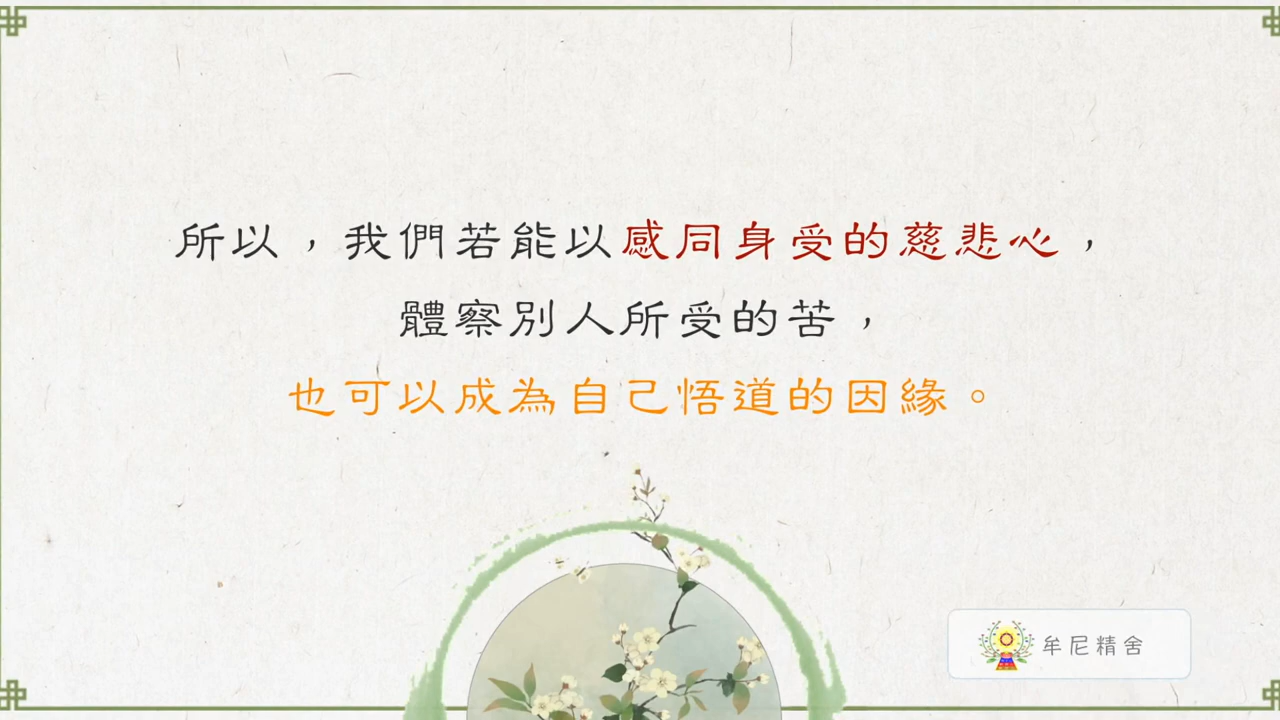 所以，我們若能以感同身受的慈悲心，
體察別人所受的苦，
也可以成為自己悟道的因緣。
牟尼精舍